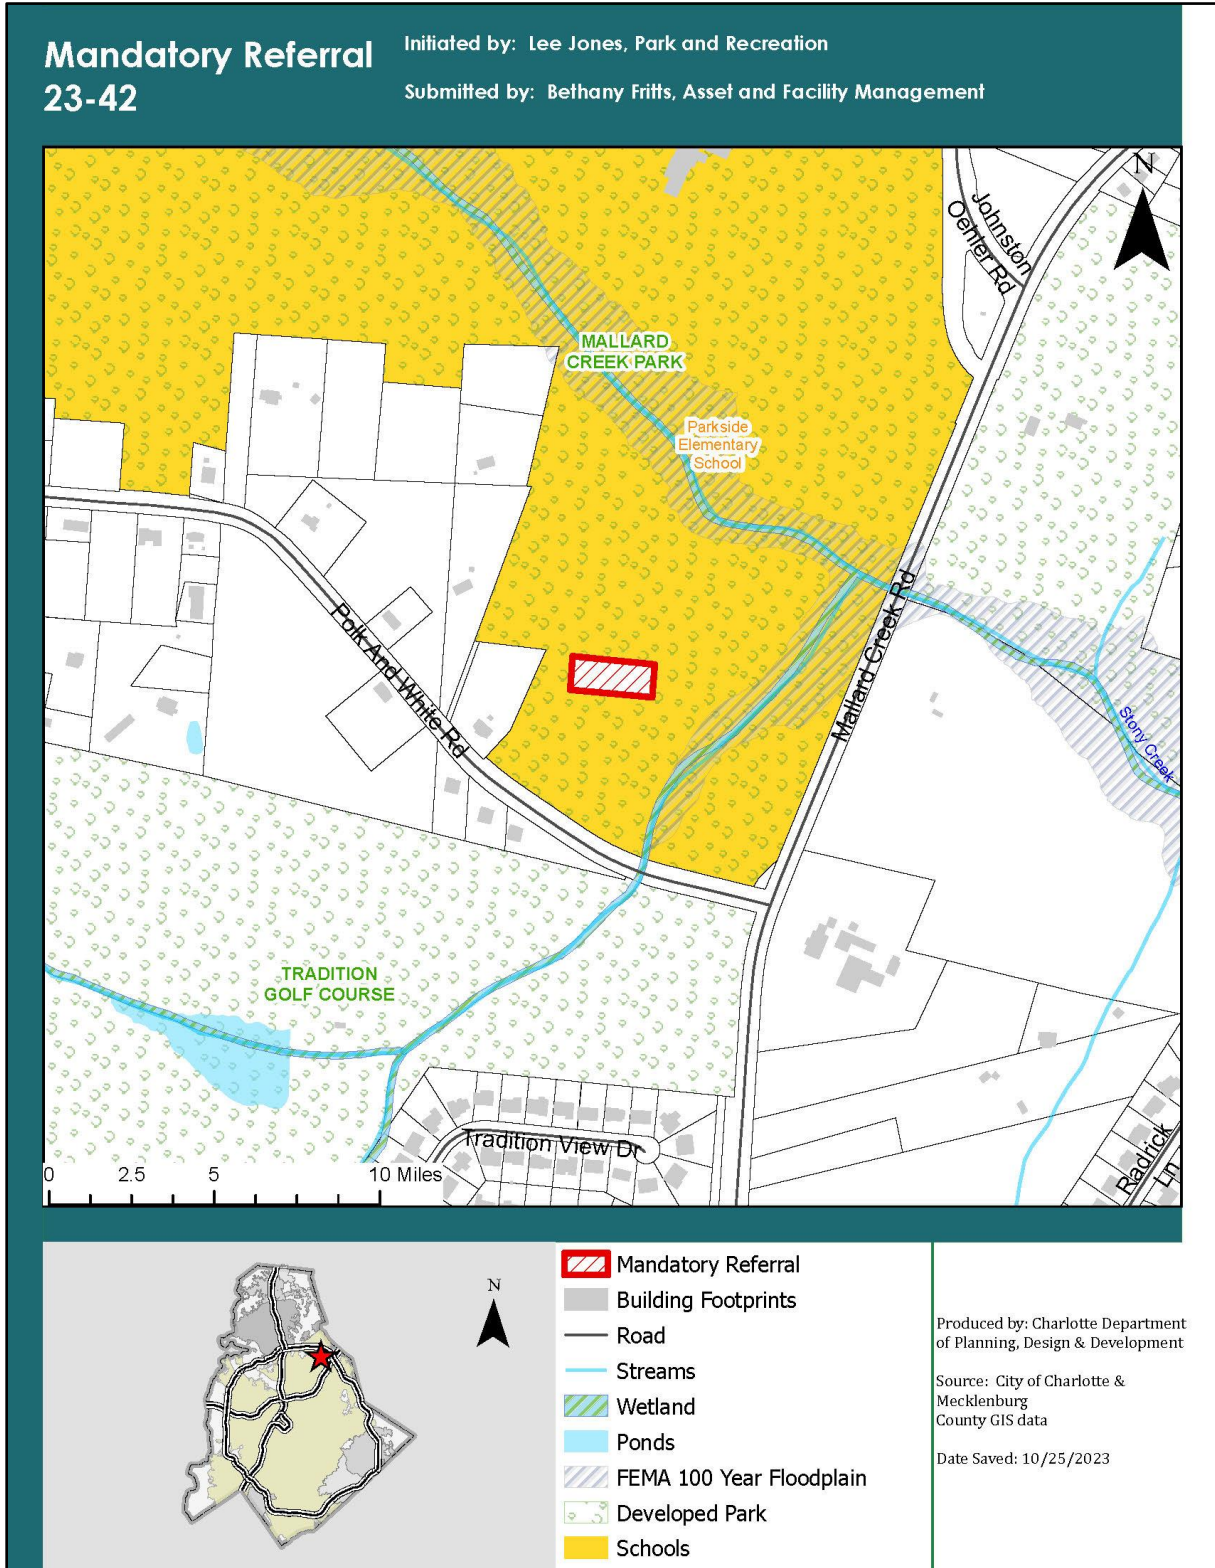 Mandatory Referral
23-42
Initiated by: Lee Jones, Park and Recreation
Submitted by: Bethany Fritts, Asset and Facility Management
N
Johnston
Oehler Rd
MALLARD
CREEK PARK
Parkside
Elementary
School
Polk And White Rd
Mallard Creek Rd
Stony Creek
TRADITION
GOLF COURSE
Tradition View Dr
Radrick
Ln
0 2.5 5 10 Miles
N
Mandatory Referral
Building Footprints
Road
Streams
Wetland
Ponds
FEMA 100 Year Floodplain
Developed Park
Schools
Produced by: Charlotte Department
of Planning, Design & Development
Source: City of Charlotte &
Mecklenburg
County GIS data
Date Saved: 10/25/2023